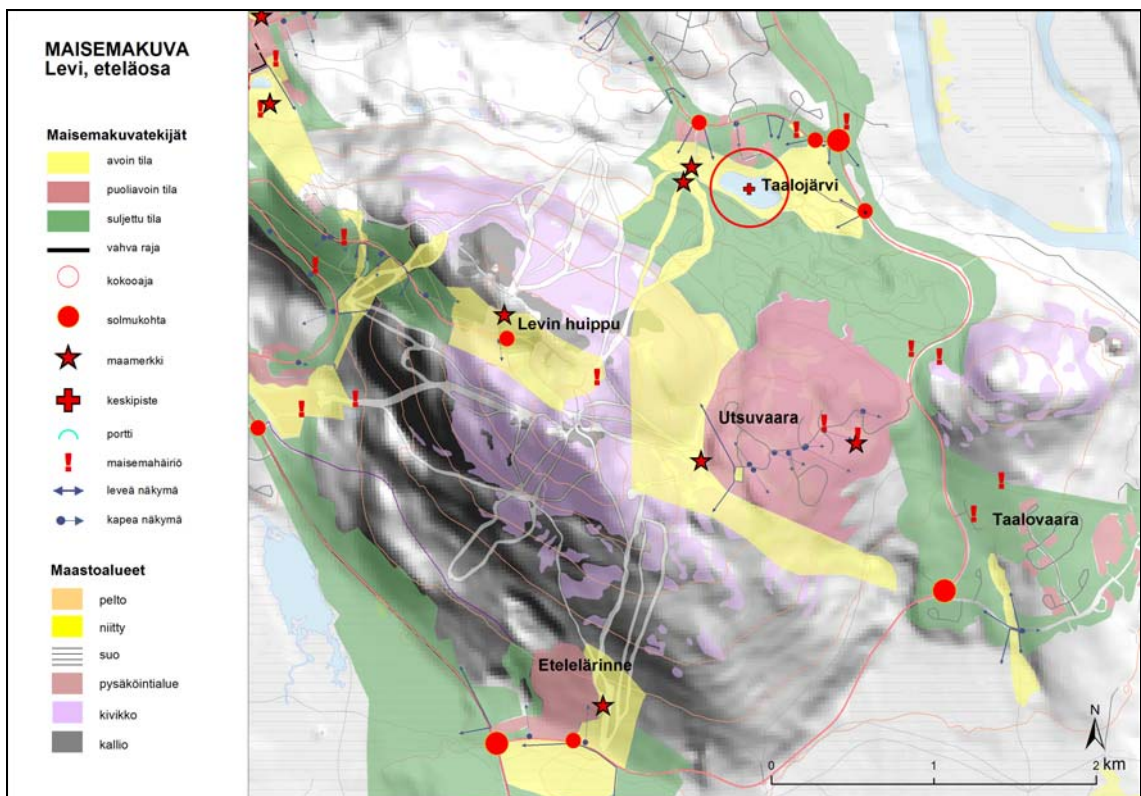 MAISEMAKUVA
Levi, eteläosa
Maisemakuvatekijät
avoin tila
puoliavoin tila
suljettu tila
vahva raja
kokooaja
solmukohta
maamerkki
keskipiste
portti
maisemahäiriö
leveä näkymä
kapea näkymä
Maastoalueet
pelto
niitty
suo
pysäköintialue
kivikko
kallio
Taalojärvi
Levin huippu
Utsuvaara
Taalovaara
Etelelärinne
N
0 1 2 km